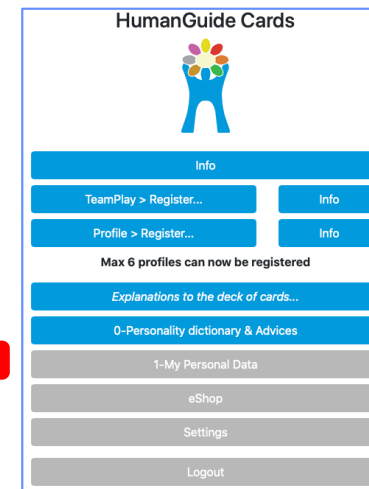 HumanGuide Cards
Info
TeamPlay > Register... Info
Profile > Register... Info
Max 6 profiles can now be registered
Explanations to the deck of cards...
0-Personality dictionary & Advices
1-My Personal Data
eShop
Settings
Logout